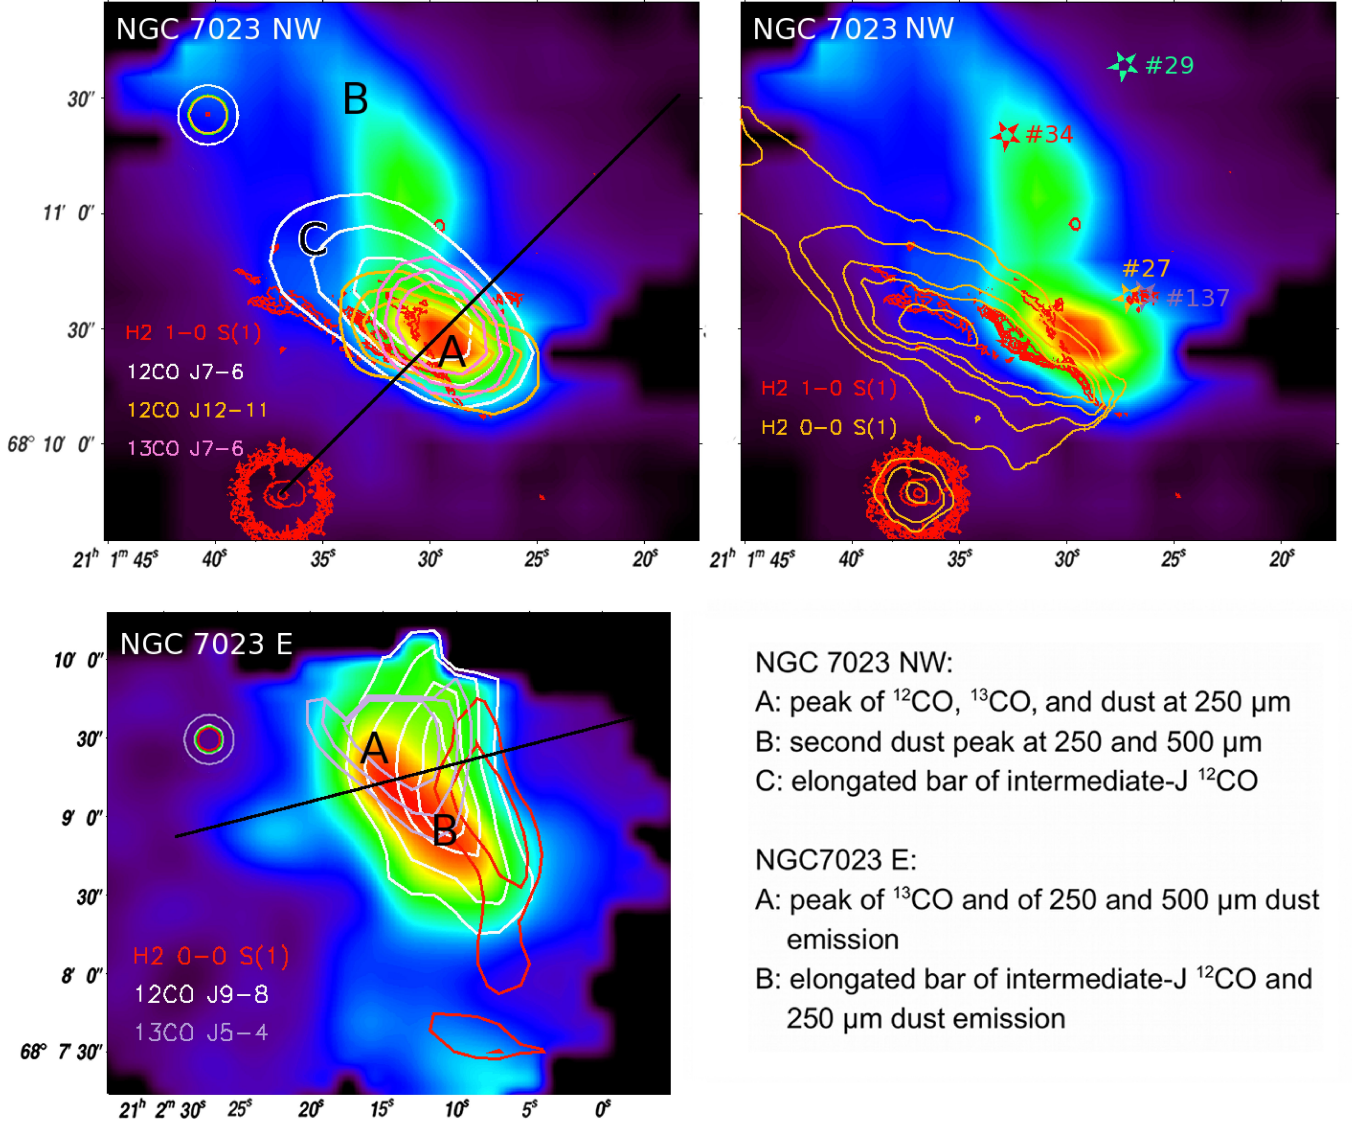 NGC 7023 NW
B
C
A
H2 1−0 S(1)
12CO J7−6
12CO J12−11
13CO J7−6
30″
11′ 0″
30″
68° 10′ 0″
21h 1m 45s
40s
35s
30s
25s
20s
NGC 7023 NW
#29
#34
#27
#137
H2 1−0 S(1)
H2 0−0 S(1)
21h 1m 45s
40s
35s
30s
25s
20s
NGC 7023 E
A
B
H2 0−0 S(1)
12CO J9−8
13CO J5−4
10′ 0″
30″
9′ 0″
30″
8′ 0″
68° 7′ 30″
21h 2m 30s
25s
20s
15s
10s
5s
0s
NGC 7023 NW:
A: peak of ¹²CO, ¹³CO, and dust at 250 µm
B: second dust peak at 250 and 500 µm
C: elongated bar of intermediate-J ¹²CO
NGC7023 E:
A: peak of ¹³CO and of 250 and 500 µm dust
emission
B: elongated bar of intermediate-J ¹²CO and
250 µm dust emission